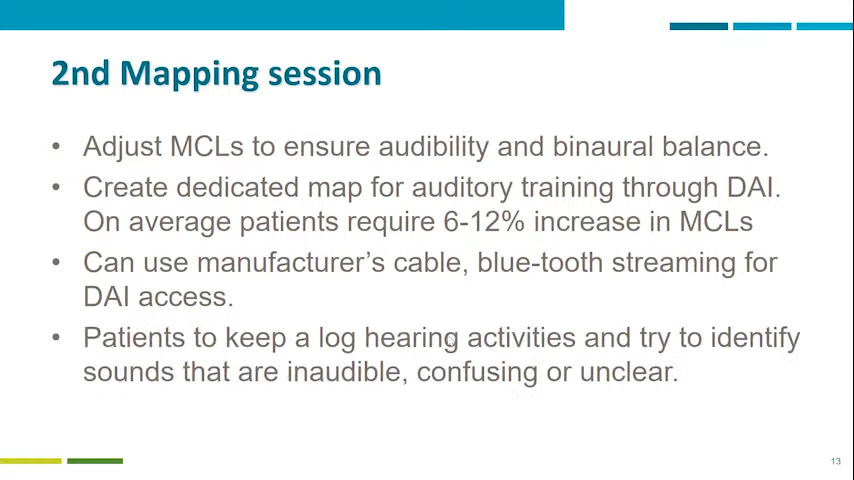 2nd Mapping session
• Adjust MCLs to ensure audibility and binaural balance.
• Create dedicated map for auditory training through DAI.
On average patients require 6-12% increase in MCLs
• Can use manufacturer’s cable, blue-tooth streaming for
DAI access.
• Patients to keep a log hearing activities and try to identify
sounds that are inaudible, confusing or unclear.
13